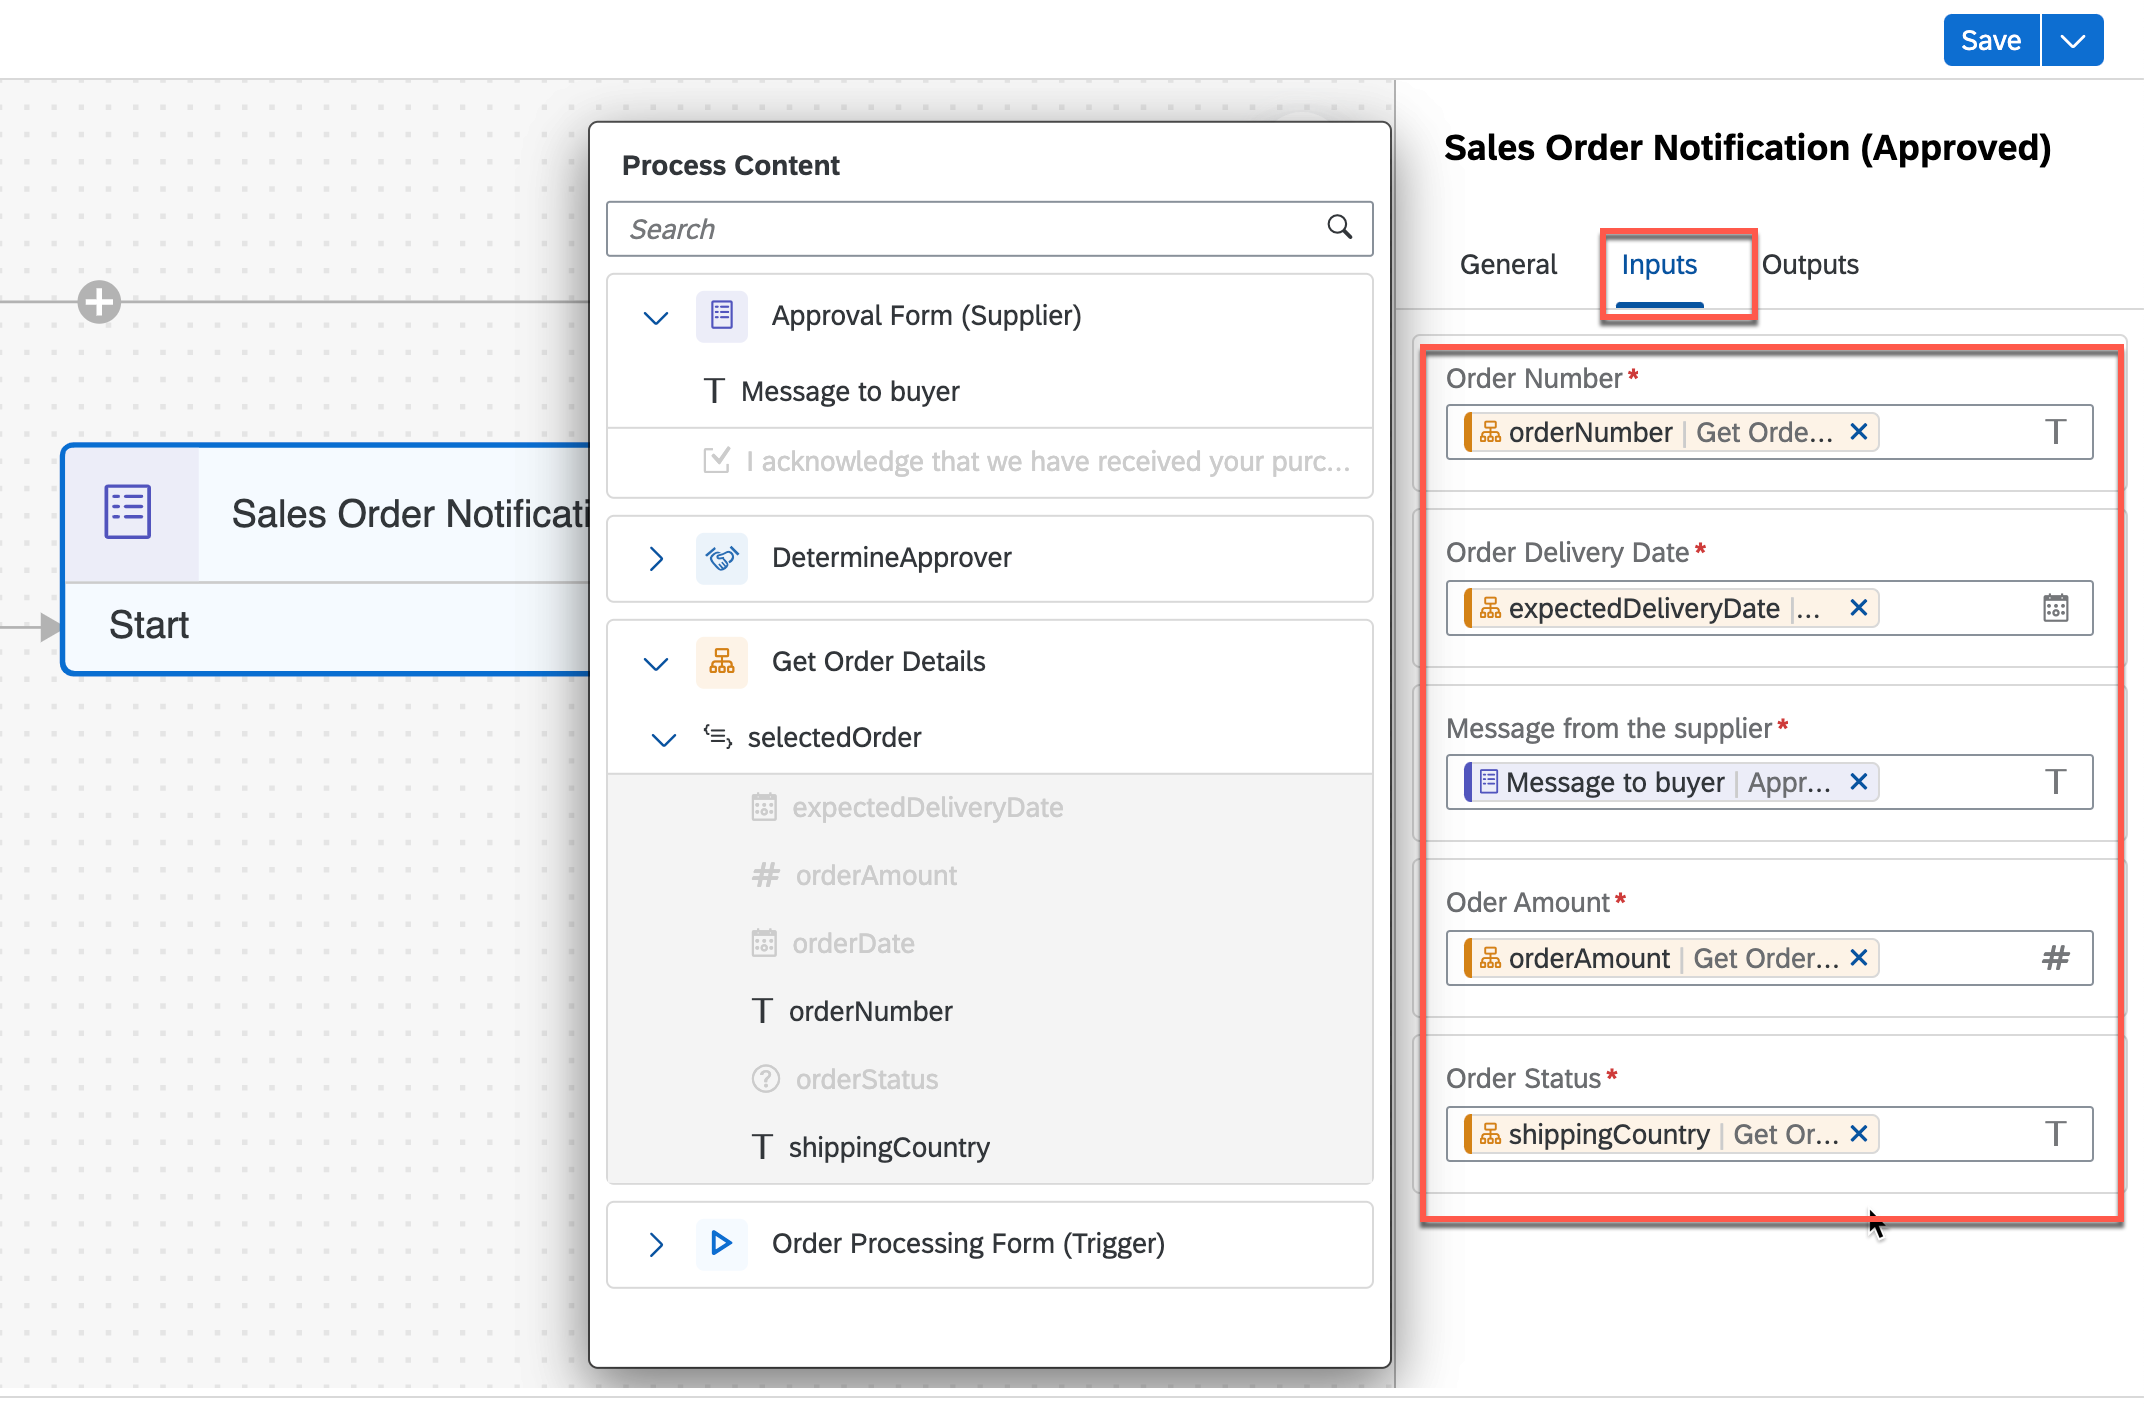 Save
Sales Order Notification (Approved)
General
Inputs
Outputs
Sales Order Notificati
Start
Process Content
Search
Approval Form (Supplier)
Message to buyer
I acknowledge that we have received your purc...
DetermineApprover
Get Order Details
selectedOrder
expectedDeliveryDate
orderAmount
orderDate
orderNumber
orderStatus
shippingCountry
Order Processing Form (Trigger)
Order Number*
orderNumber | Get Orde...
Order Delivery Date*
expectedDeliveryDate |...
Message from the supplier*
Message to buyer | Appr...
Oder Amount*
orderAmount | Get Order...
Order Status*
shippingCountry | Get Or...